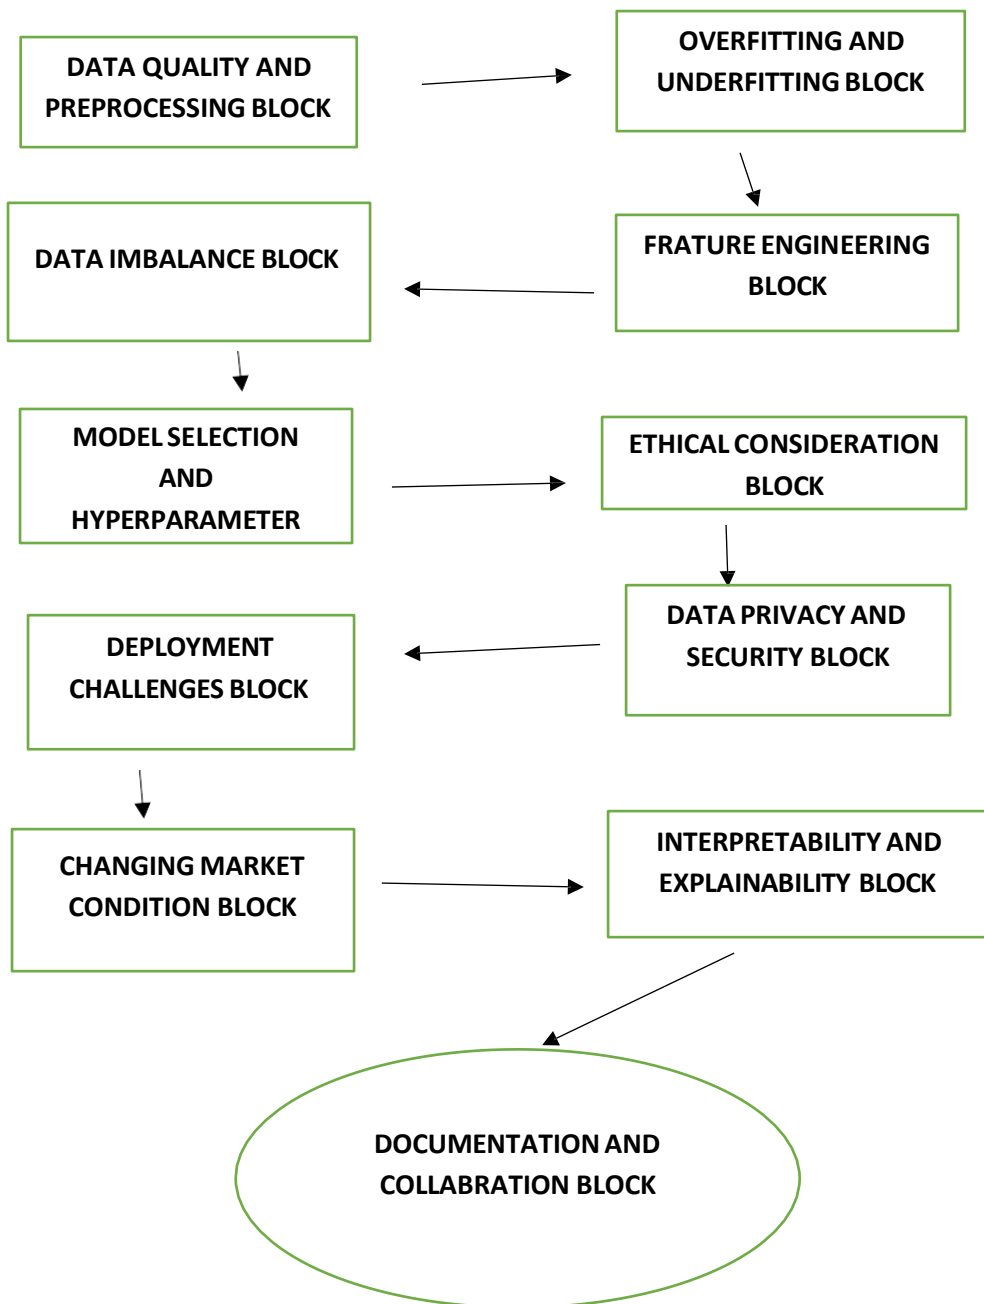 DATA QUALITY AND
PREPROCESSING BLOCK
OVERFITTING AND
UNDERFITTING BLOCK
FRATURE ENGINEERING
BLOCK
DATA IMBALANCE BLOCK
MODEL SELECTION
AND
HYPERPARAMETER
ETHICAL CONSIDERATION
BLOCK
DATA PRIVACY AND
SECURITY BLOCK
DEPLOYMENT
CHALLENGES BLOCK
CHANGING MARKET
CONDITION BLOCK
INTERPRETABILITY AND
EXPLAINABILITY BLOCK
DOCUMENTATION AND
COLLABRATION BLOCK